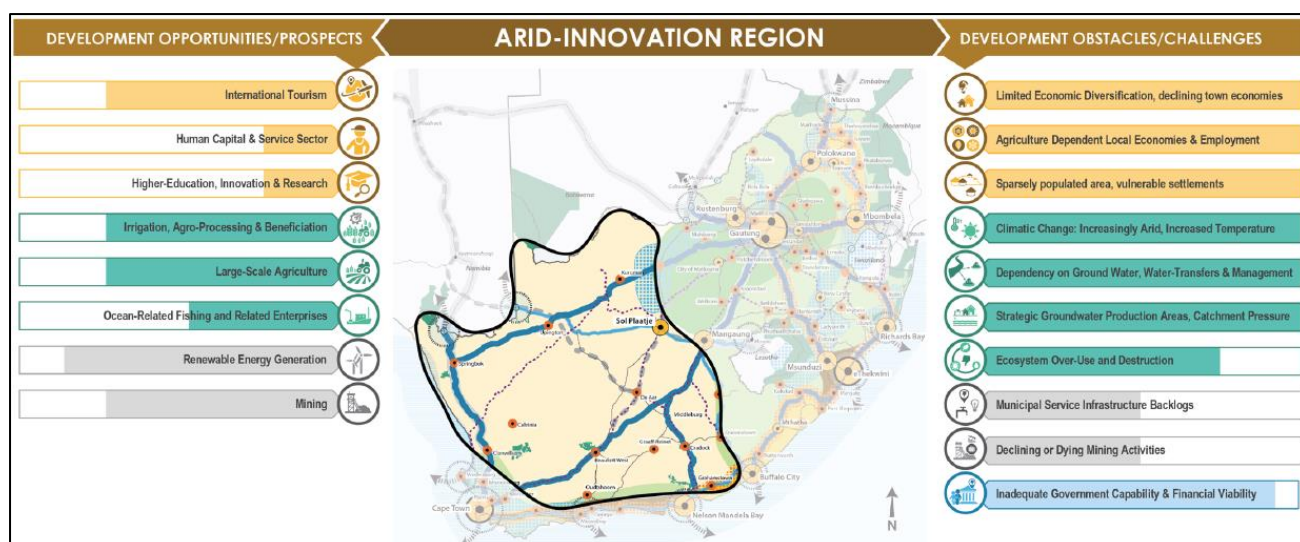 DEVELOPMENT OPPORTUNITIES/PROSPECTS
ARID-INNOVATION REGION
DEVELOPMENT OBSTACLES/CHALLENGES
International Tourism
Human Capital & Service Sector
Higher-Education, Innovation & Research
Irrigation, Agro-Processing & Beneficiation
Large-Scale Agriculture
Ocean-Related Fishing and Related Enterprises
Renewable Energy Generation
Mining
Zimbabwe
Musina
Polokwane
Rustenburg
Mbombela
Gauteng
Namibia
Kuruman
Sol Plaatje
Upington
Springbok
Mangaung
Lesotho
Richards Bay
Msunduzi
eThekwini
De Aar
Calvinia
Middleburg
Mthatha
Graaff-Reinet
Cradock
Beaufort West
Oudtshoorn
Grahamstown
Buffalo City
Cape Town
Nelson Mandela Bay
N
Limited Economic Diversification, declining town economies
Agriculture Dependent Local Economies & Employment
Sparsely populated area, vulnerable settlements
Climatic Change: Increasingly Arid, Increased Temperature
Dependency on Ground Water, Water-Transfers & Management
Strategic Groundwater Production Areas, Catchment Pressure
Ecosystem Over-Use and Destruction
Municipal Service Infrastructure Backlogs
Declining or Dying Mining Activities
Inadequate Government Capability & Financial Viability